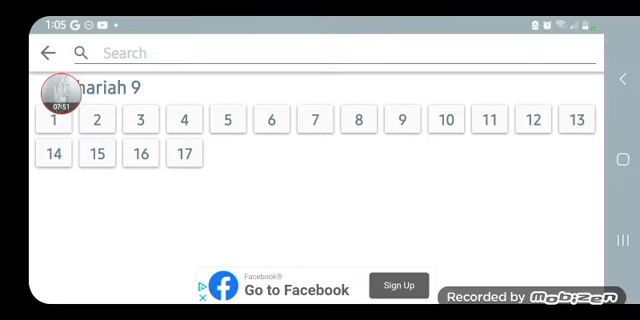 1:05 G
Search
hariah 9
07:51
1 2 3 4 5 6 7 8 9 10 11 12 13
14 15 16 17
Facebook®
Go to Facebook
Sign Up
Recorded by MOBIZEN